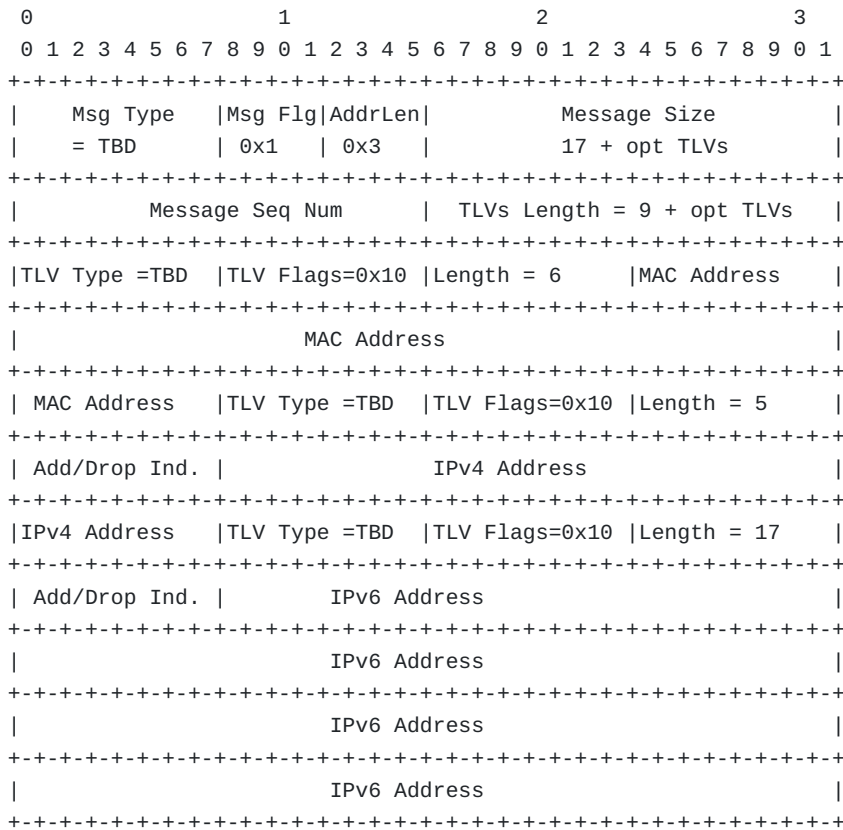 0                   1                   2                   3
 0 1 2 3 4 5 6 7 8 9 0 1 2 3 4 5 6 7 8 9 0 1 2 3 4 5 6 7 8 9 0 1
+-+-+-+-+-+-+-+-+-+-+-+-+-+-+-+-+-+-+-+-+-+-+-+-+-+-+-+-+-+-+-+-+
|    Msg Type   |Msg Flg|AddrLen|          Message Size         |
|    = TBD      | 0x1   | 0x3   |          17 + opt TLVs        |
+-+-+-+-+-+-+-+-+-+-+-+-+-+-+-+-+-+-+-+-+-+-+-+-+-+-+-+-+-+-+-+-+
|          Message Seq Num      |  TLVs Length = 9 + opt TLVs   |
+-+-+-+-+-+-+-+-+-+-+-+-+-+-+-+-+-+-+-+-+-+-+-+-+-+-+-+-+-+-+-+-+
|TLV Type =TBD  |TLV Flags=0x10 |Length = 6     |MAC Address    |
+-+-+-+-+-+-+-+-+-+-+-+-+-+-+-+-+-+-+-+-+-+-+-+-+-+-+-+-+-+-+-+-+
|                      MAC Address                              |
+-+-+-+-+-+-+-+-+-+-+-+-+-+-+-+-+-+-+-+-+-+-+-+-+-+-+-+-+-+-+-+-+
| MAC Address   |TLV Type =TBD  |TLV Flags=0x10 |Length = 5     |
+-+-+-+-+-+-+-+-+-+-+-+-+-+-+-+-+-+-+-+-+-+-+-+-+-+-+-+-+-+-+-+-+
| Add/Drop Ind. |                IPv4 Address                   |
+-+-+-+-+-+-+-+-+-+-+-+-+-+-+-+-+-+-+-+-+-+-+-+-+-+-+-+-+-+-+-+-+
|IPv4 Address   |TLV Type =TBD  |TLV Flags=0x10 |Length = 17    |
+-+-+-+-+-+-+-+-+-+-+-+-+-+-+-+-+-+-+-+-+-+-+-+-+-+-+-+-+-+-+-+-+
| Add/Drop Ind. |        IPv6 Address                           |
+-+-+-+-+-+-+-+-+-+-+-+-+-+-+-+-+-+-+-+-+-+-+-+-+-+-+-+-+-+-+-+-+
|                        IPv6 Address                           |
+-+-+-+-+-+-+-+-+-+-+-+-+-+-+-+-+-+-+-+-+-+-+-+-+-+-+-+-+-+-+-+-+
|                        IPv6 Address                           |
+-+-+-+-+-+-+-+-+-+-+-+-+-+-+-+-+-+-+-+-+-+-+-+-+-+-+-+-+-+-+-+-+
|                        IPv6 Address                           |
+-+-+-+-+-+-+-+-+-+-+-+-+-+-+-+-+-+-+-+-+-+-+-+-+-+-+-+-+-+-+-+-+